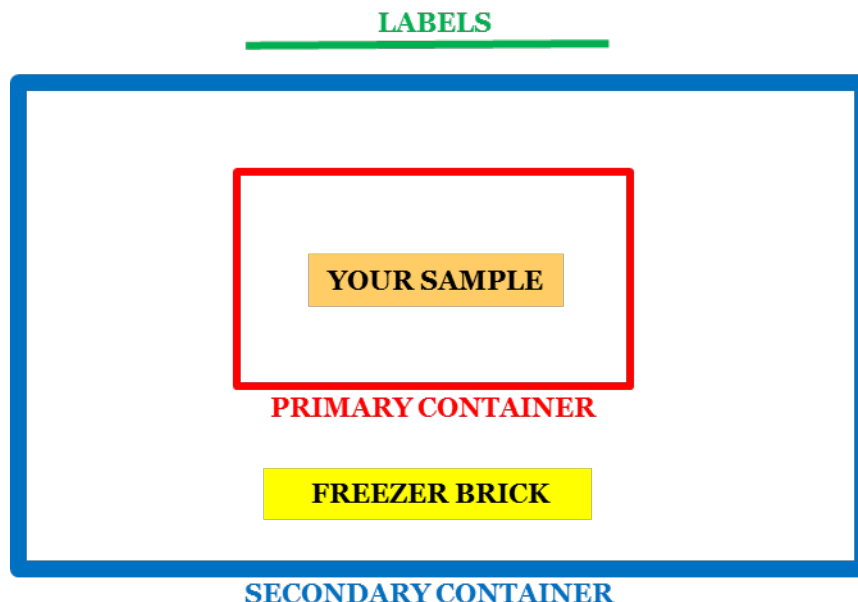 LABELS
YOUR SAMPLE
PRIMARY CONTAINER
FREEZER BRICK
SECONDARY CONTAINER